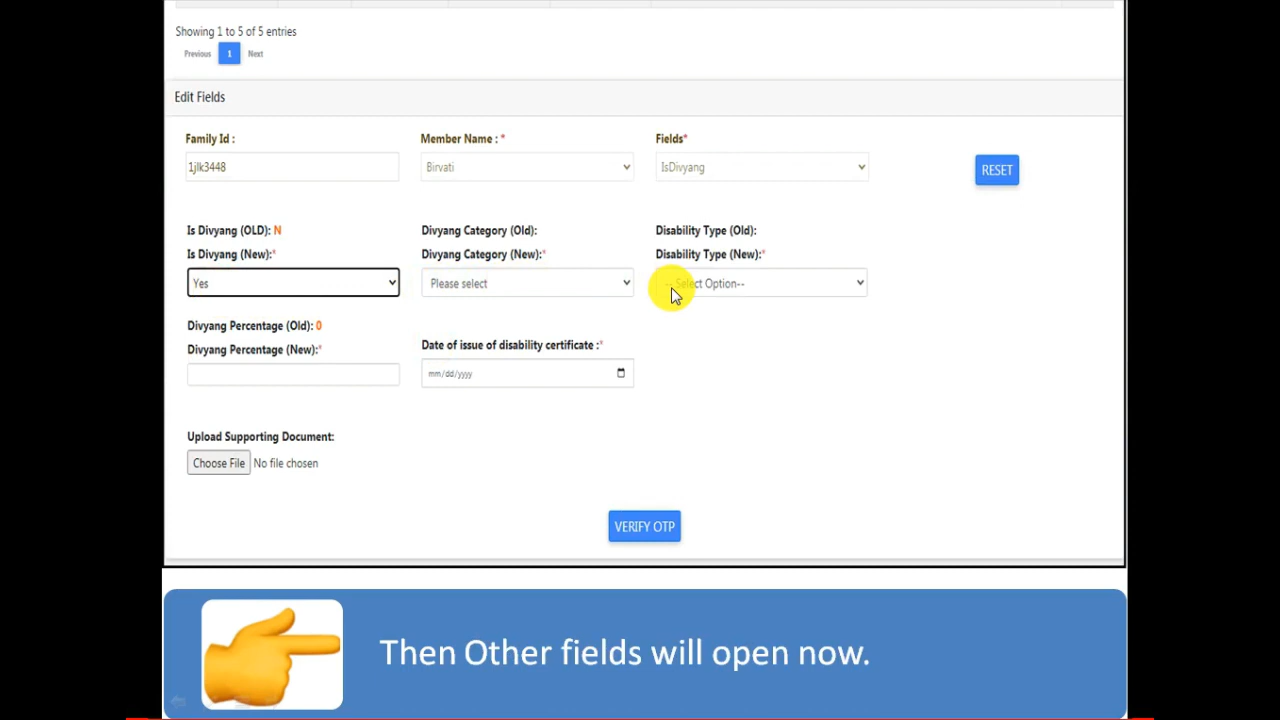 Showing 1 to 5 of 5 entries
Previous 1 Next
Edit Fields
Family Id : Member Name : * Fields*
1jlk3448 Birvati IsDivyang RESET
Is Divyang (OLD): N Divyang Category (Old): Disability Type (Old):
Is Divyang (New):* Divyang Category (New):* Disability Type (New):*
Yes Please select --Select Option--
Divyang Percentage (Old): 0
Divyang Percentage (New):* Date of issue of disability certificate :*
mm/dd/yyyy
Upload Supporting Document:
Choose File No file chosen
VERIFY OTP
Then Other fields will open now.